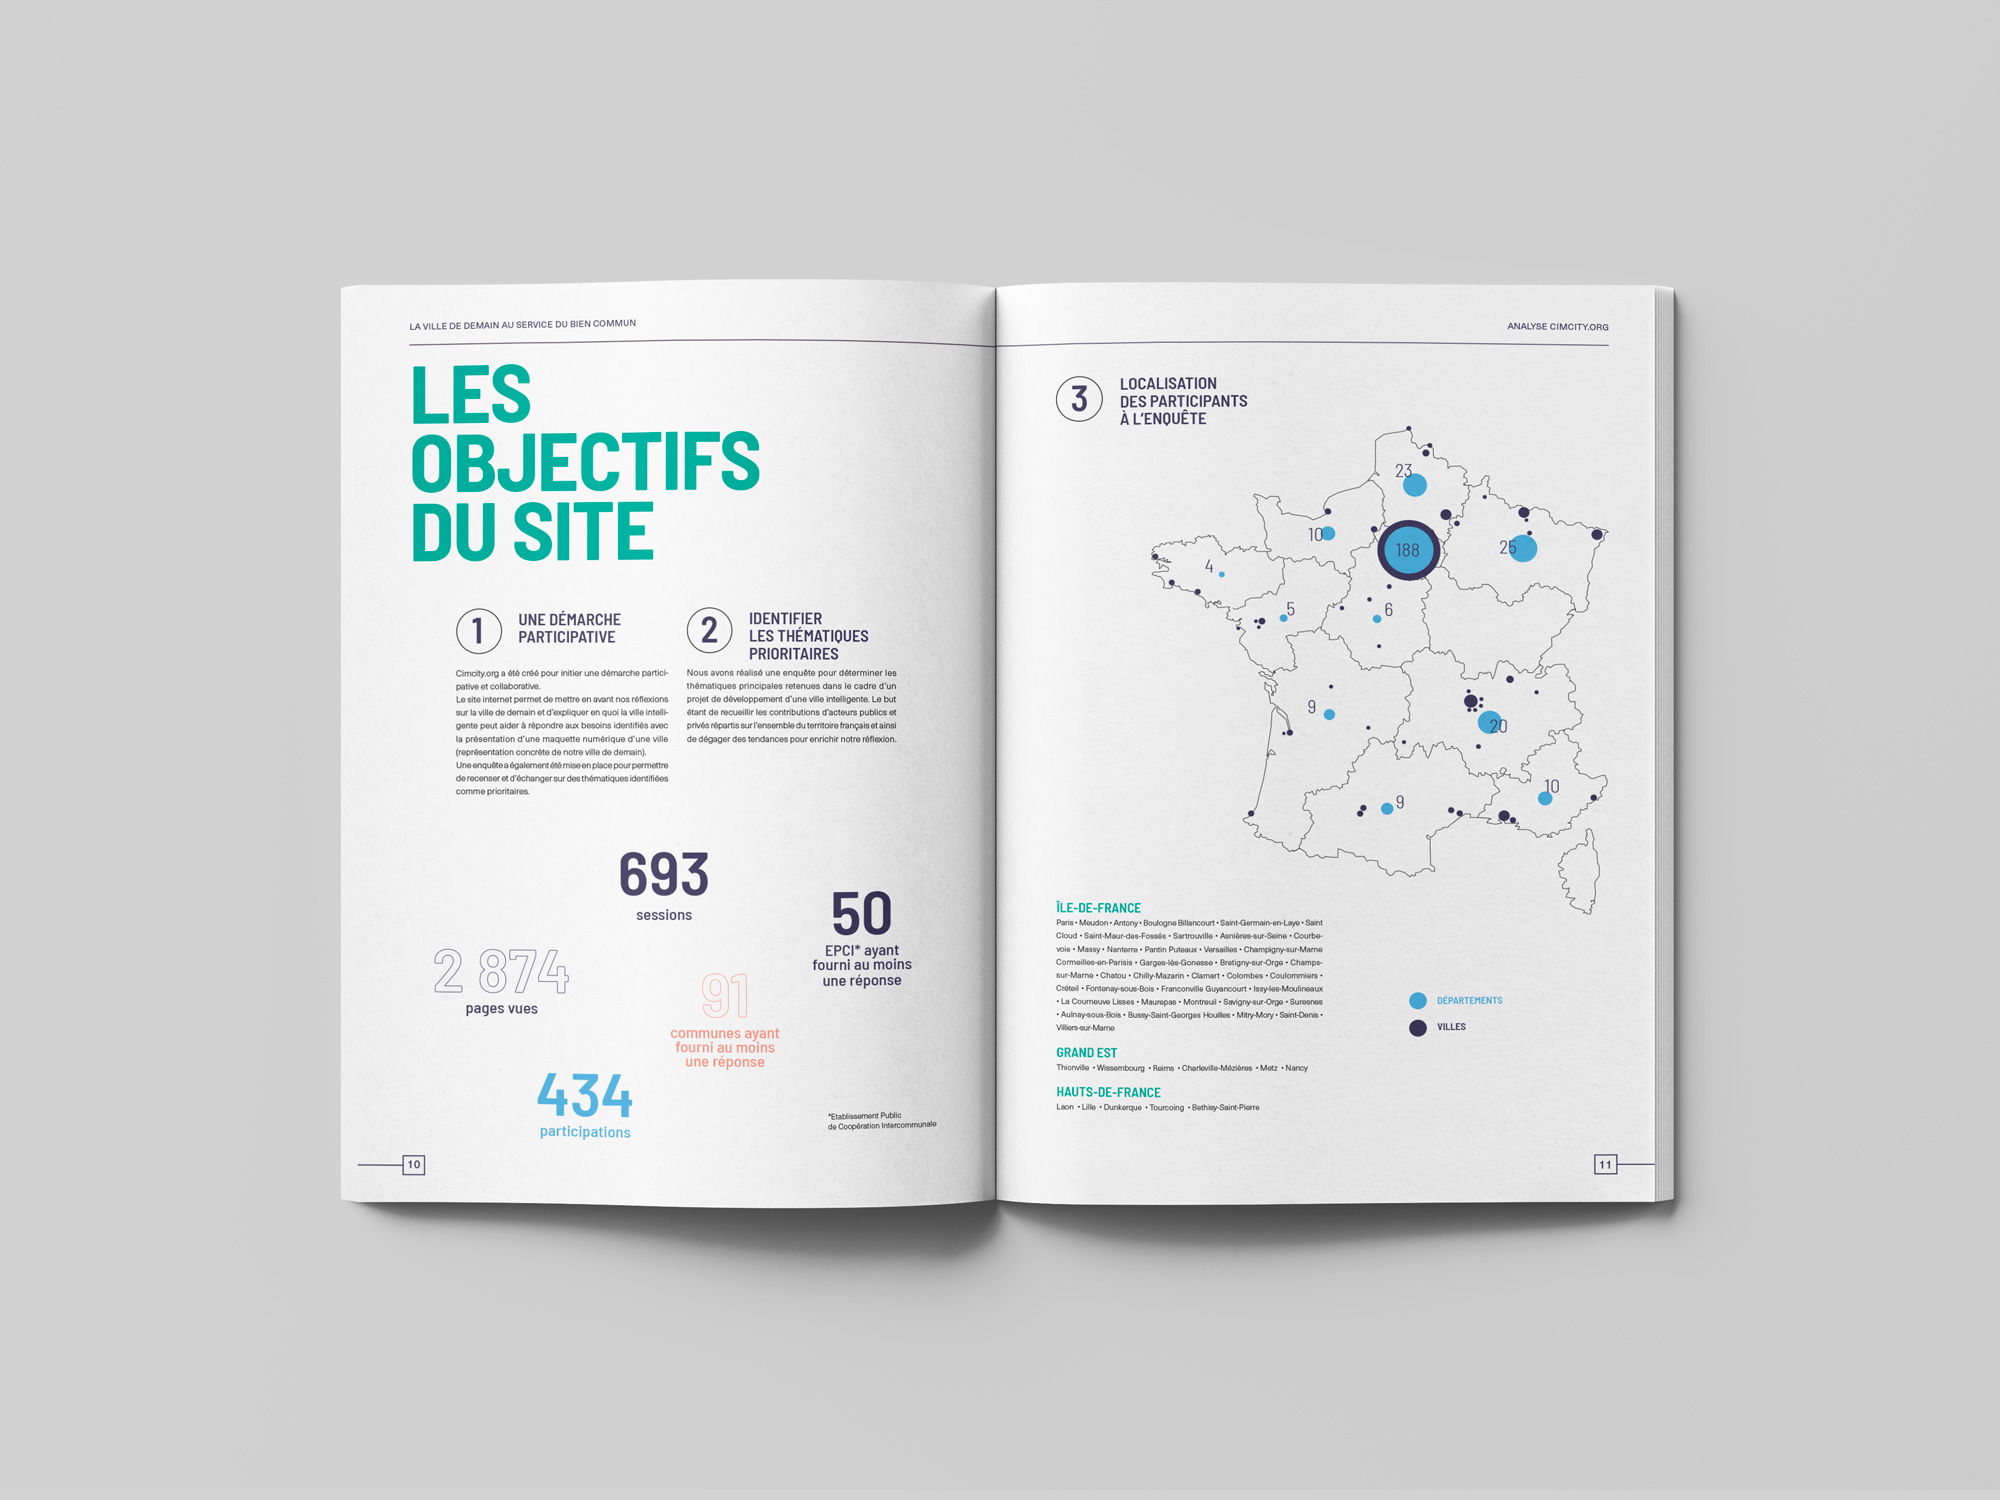 LA VILLE DE DEMAIN AU SERVICE DU BIEN COMMUN
LES
OBJECTIFS
DU SITE
1
UNE DÉMARCHE
PARTICIPATIVE
Cimcity.org a été créé pour initier une démarche partici-
pative et collaborative.
Le site internet permet de mettre en avant nos réflexions
sur la ville de demain et d'expliquer en quoi la ville intelli-
gente peut aider à répondre aux besoins identifiés avec
la présentation d'une maquette numérique d'une ville
(représentation concrète de notre ville de demain).
Une enquête a également été mise en place pour permettre
de recenser et d'échanger sur des thématiques identifiées
comme prioritaires.
2
IDENTIFIER
LES THÉMATIQUES
PRIORITAIRES
Nous avons réalisé une enquête pour déterminer les
thématiques principales retenues dans le cadre d'un
projet de développement d'une ville intelligente. Le but
étant de recueillir les contributions d'acteurs publics et
privés répartis sur l'ensemble du territoire français et ainsi
de dégager des tendances pour enrichir notre réflexion.
693
sessions
50
EPCI* ayant
fourni au moins
une réponse
2 874
pages vues
91
communes ayant
fourni au moins
une réponse
434
participations
*Etablissement Public
de Coopération Intercommunale
10
ANALYSE CIMCITY.ORG
3
LOCALISATION
DES PARTICIPANTS
À L'ENQUÊTE
23
10
188
25
4
5
6
9
20
10
9
ÎLE-DE-FRANCE
Paris • Meudon • Antony • Boulogne Billancourt • Saint-Germain-en-Laye • Saint
Cloud • Saint-Maur-des-Fossés • Sartrouville • Asnières-sur-Seine • Courbe-
voie • Massy • Nanterre • Pantin Puteaux • Versailles • Champigny-sur-Marne
Cormeilles-en-Parisis • Garges-lès-Gonesse • Bretigny-sur-Orge • Champs-
sur-Marne • Chatou • Chilly-Mazarin • Clamart • Colombes • Coulommiers •
Créteil • Fontenay-sous-Bois • Franconville Guyancourt • Issy-les-Moulineaux
• La Courneuve Lisses • Maurepas • Montreuil • Savigny-sur-Orge • Suresnes
• Aulnay-sous-Bois • Bussy-Saint-Georges Houilles • Mitry-Mory • Saint-Denis •
Villiers-sur-Marne
GRAND EST
Thionville • Wissembourg • Reims • Charleville-Mézières • Metz • Nancy
HAUTS-DE-FRANCE
Laon • Lille • Dunkerque • Tourcoing • Bethisy-Saint-Pierre
DÉPARTEMENTS
VILLES
11